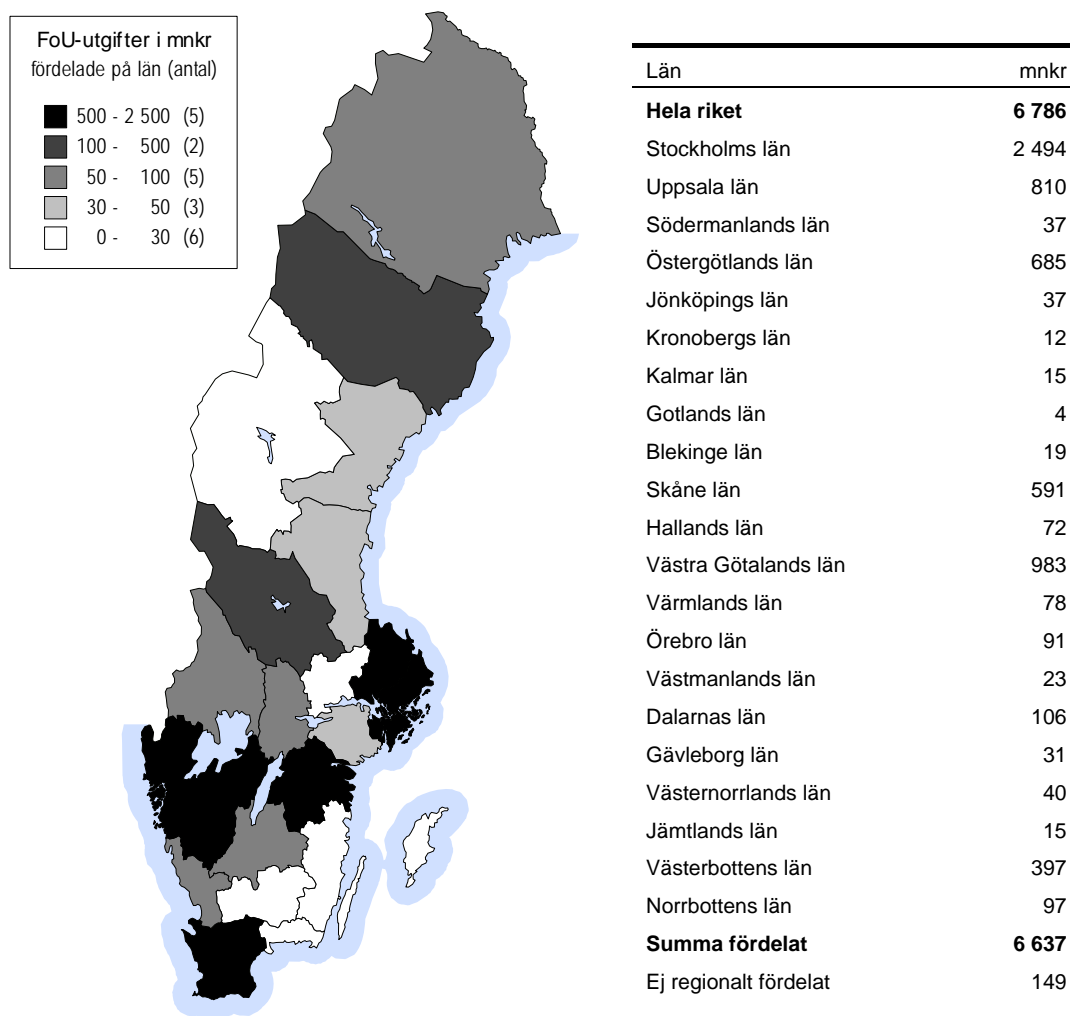 FoU-utgifter i mnkr
fördelade på län (antal)
500 - 2 500 (5)
100 - 500 (2)
50 - 100 (5)
30 - 50 (3)
0 - 30 (6)
Län mnkr
Hela riket 6 786
Stockholms län 2 494
Uppsala län 810
Södermanlands län 37
Östergötlands län 685
Jönköpings län 37
Kronobergs län 12
Kalmar län 15
Gotlands län 4
Blekinge län 19
Skåne län 591
Hallands län 72
Västra Götalands län 983
Värmlands län 78
Örebro län 91
Västmanlands län 23
Dalarnas län 106
Gävleborg län 31
Västernorrlands län 40
Jämtlands län 15
Västerbottens län 397
Norrbottens län 97
Summa fördelat 6 637
Ej regionalt fördelat 149